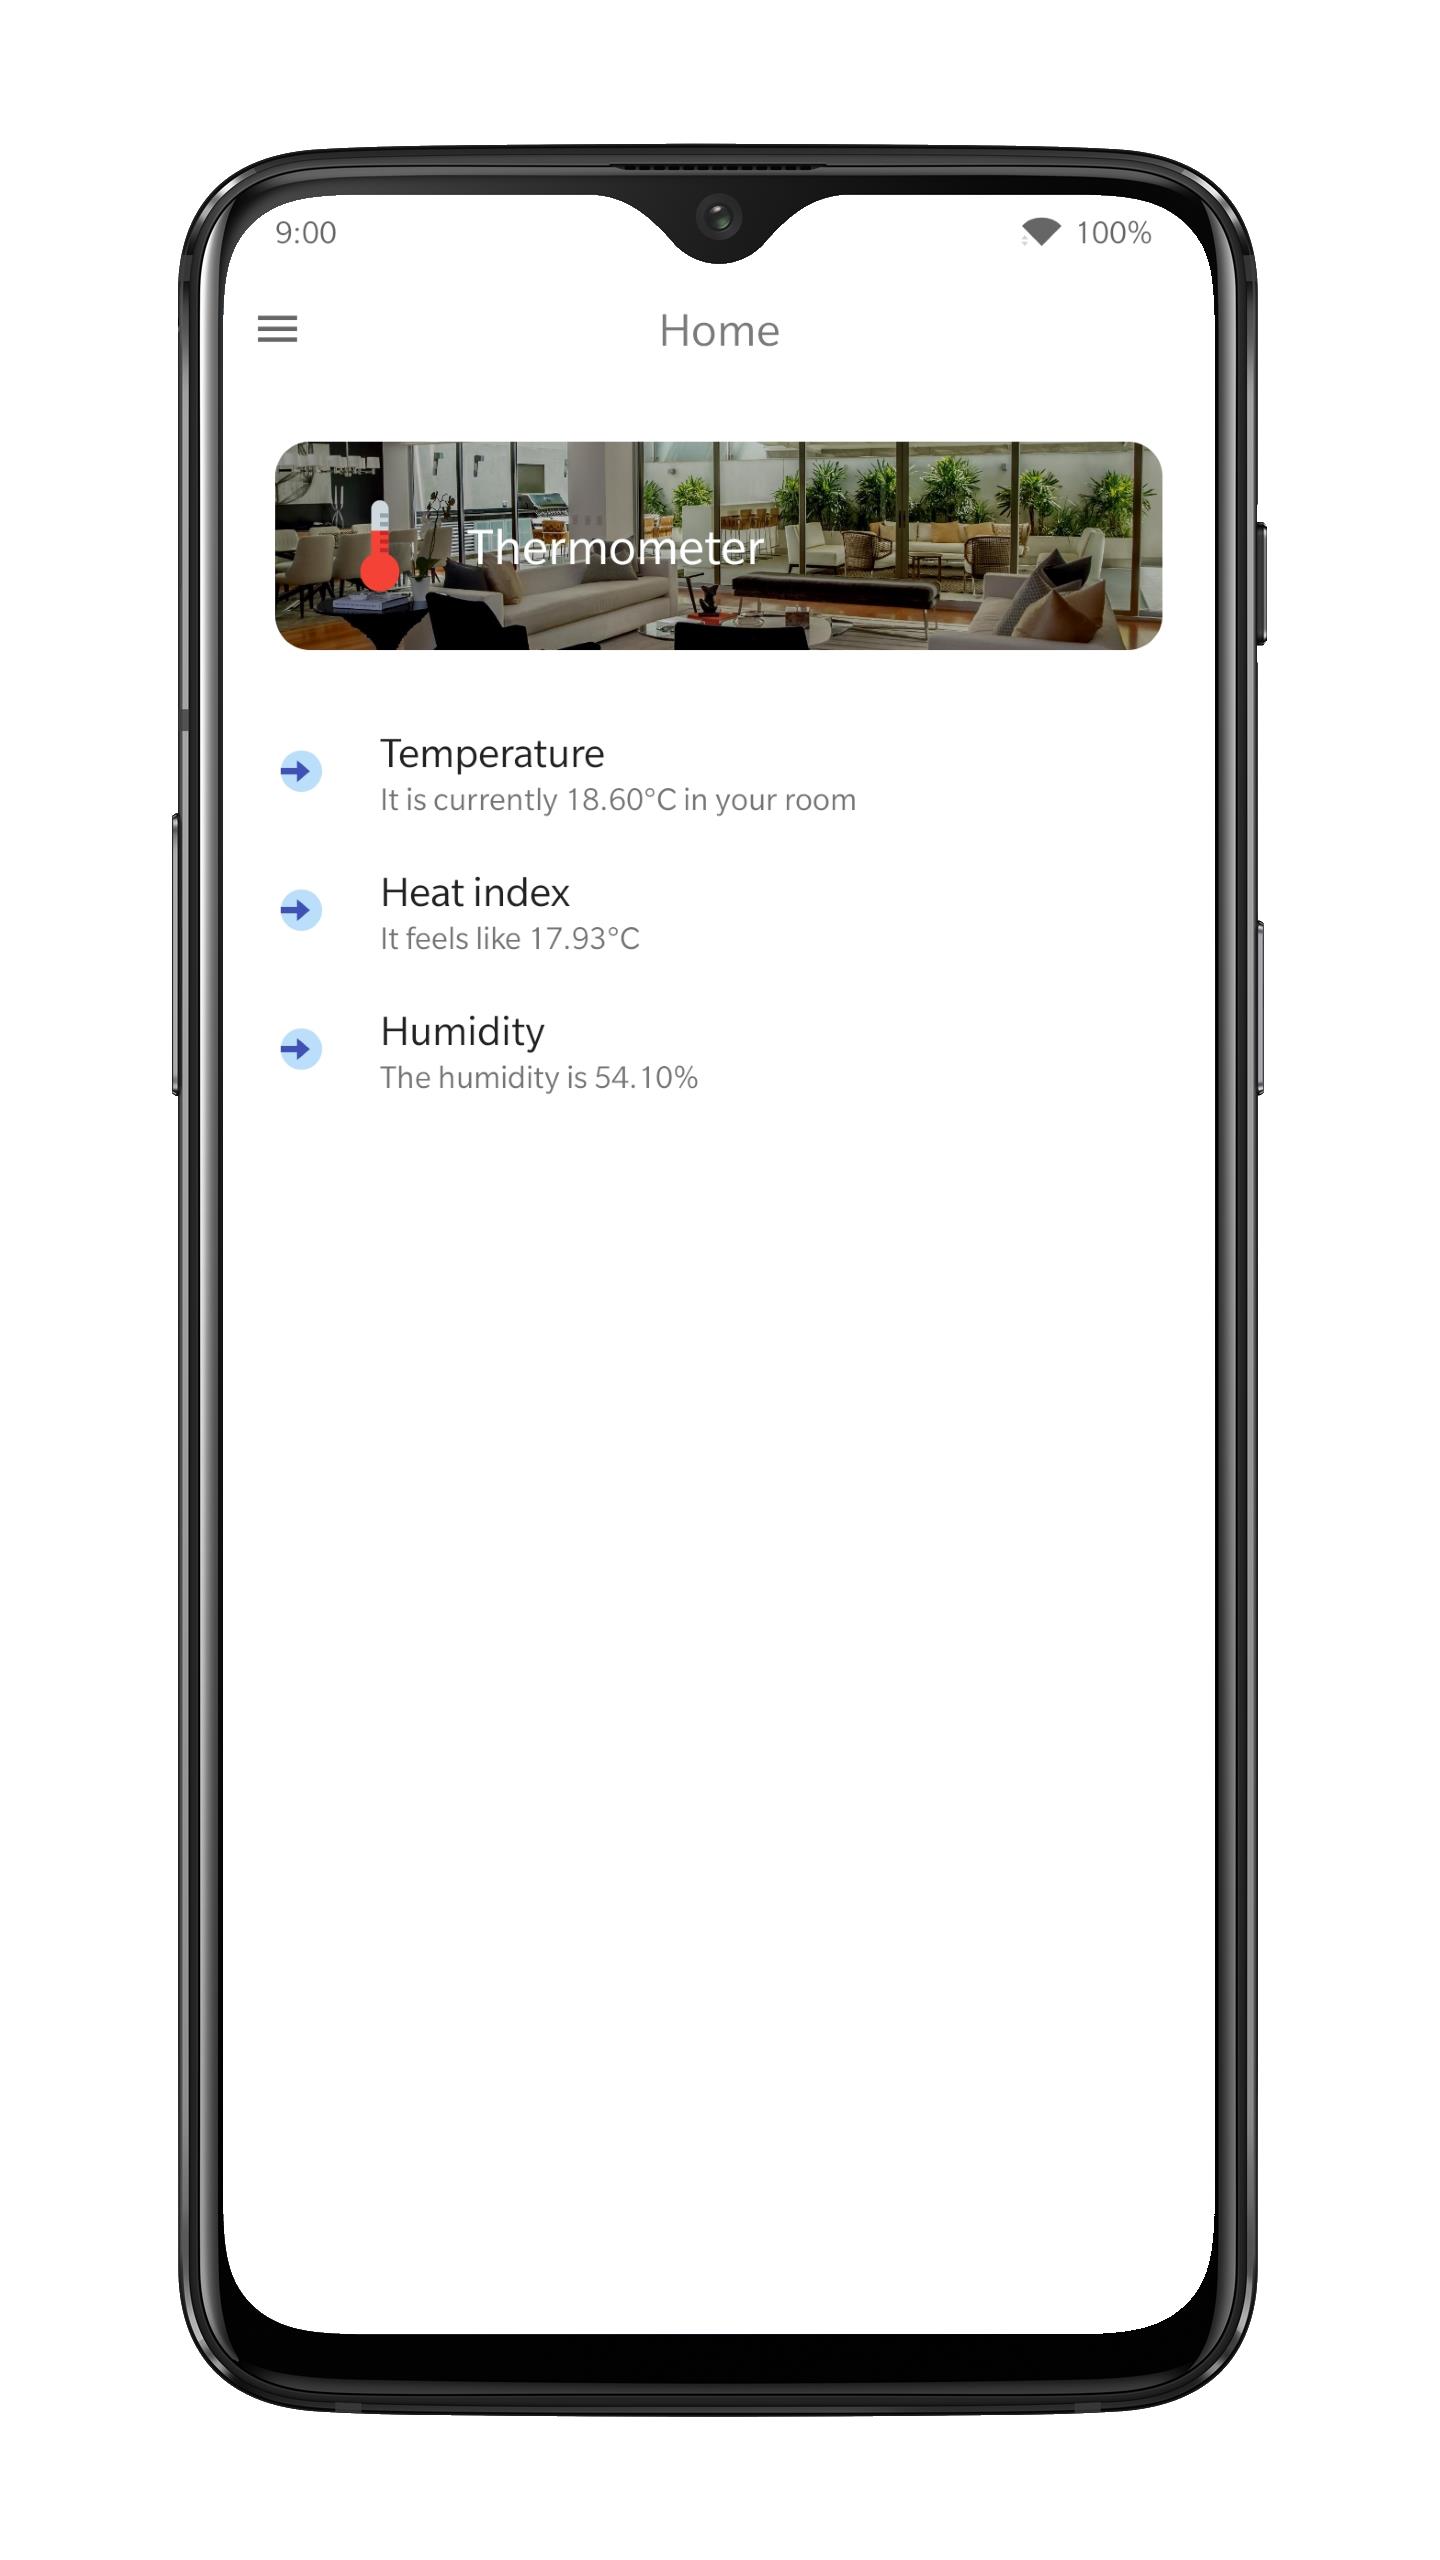 9:00
100%
Home
Thermometer
Temperature
It is currently 18.60°C in your room
Heat index
It feels like 17.93°C
Humidity
The humidity is 54.10%